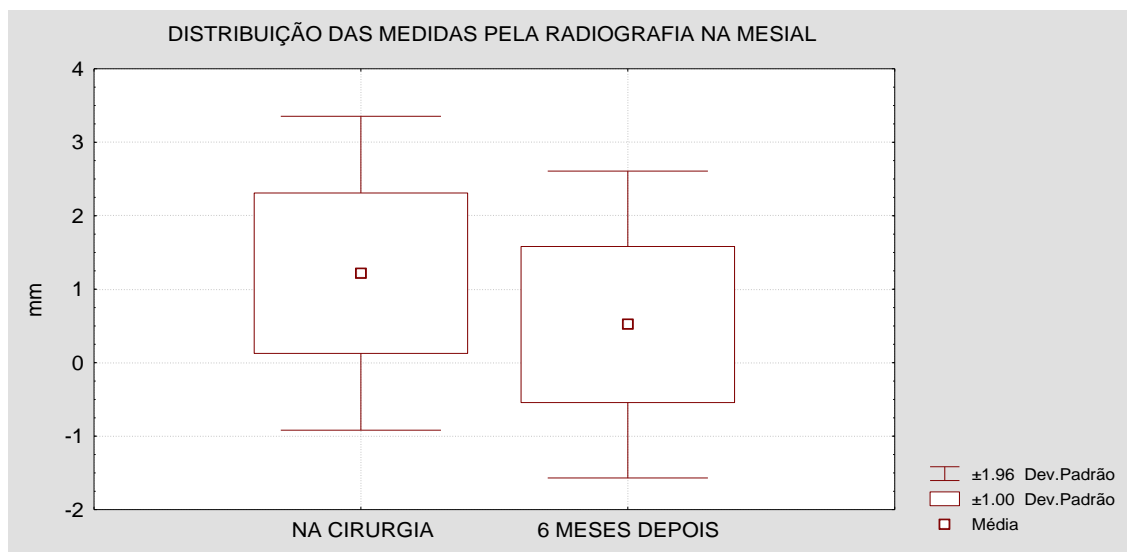 DISTRIBUIÇÃO DAS MEDIDAS PELA RADIOGRAFIA NA MESIAL
mm
4
3
2
1
0
-1
-2
NA CIRURGIA
6 MESES DEPOIS
±1.96 Dev.Padrão
±1.00 Dev.Padrão
Média